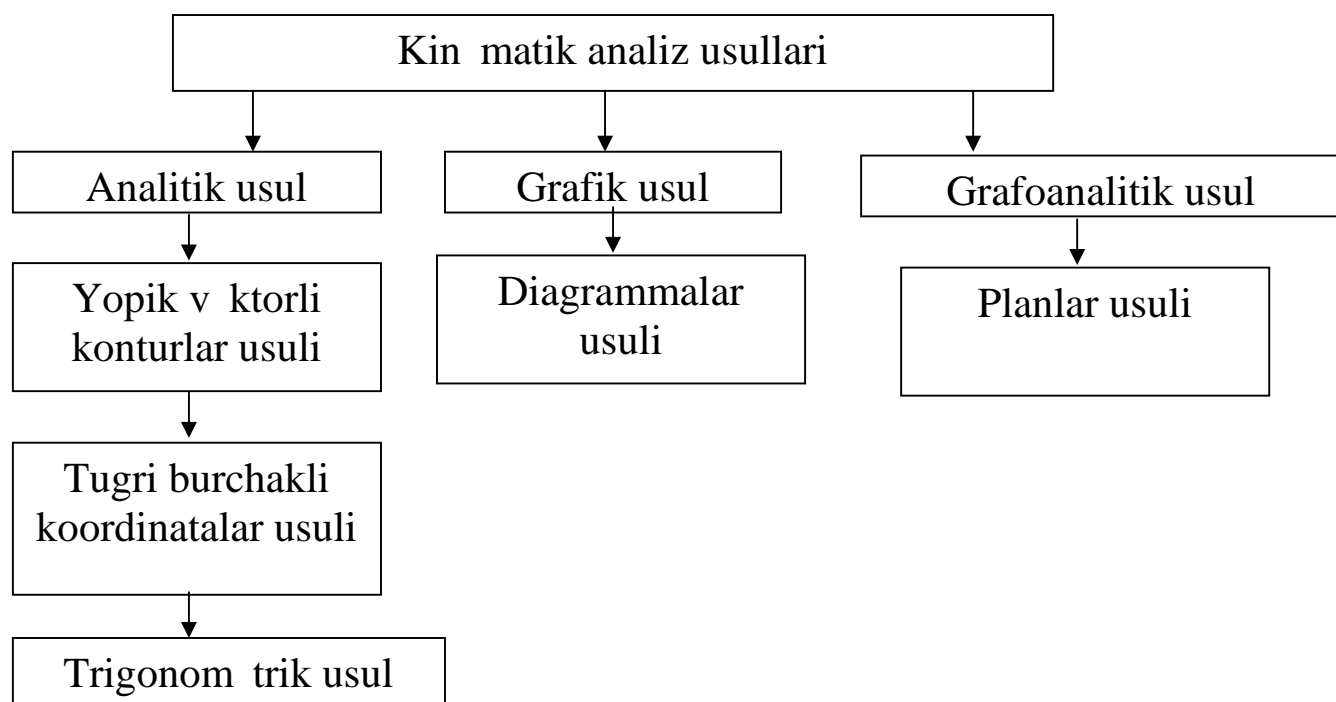 Kin matik analiz usullari
Analitik usul
Grafik usul
Grafoanalitik usul
Yopik v ktorli
konturlar usuli
Diagrammalar
usuli
Planlar usuli
Tugri burchakli
koordinatalar usuli
Trigonom trik usul